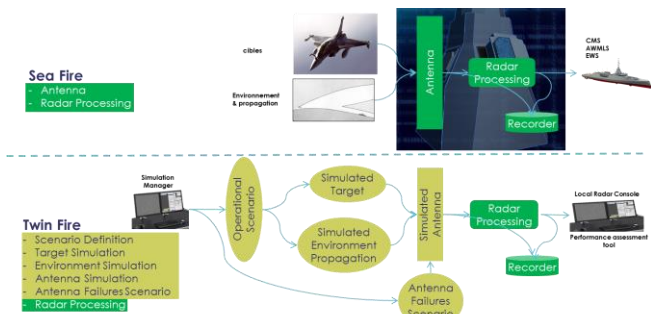 CMS
AWMLS
EWS
cibles
Sea Fire
- Antenna
- Radar Processing
Environnement
& propagation
Antenna
Radar
Processing
Recorder
Simulation
Manager
Twin Fire
- Scenario Definition
- Target Simulation
- Environment Simulation
- Antenna Simulation
- Antenna Failures Scenario
- Radar Processing
Operational
Scenario
Simulated
Target
Simulated
Environment
Propagation
Simulated
Antenna
Antenna
Failures
Scenario
Radar
Processing
Recorder
Local Radar Console
Performance assessment
tool